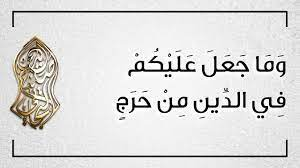 وَمَا جَعَلَ عَلَيْكُمْ
فِي الدِّينِ مِنْ حَرَجٍ